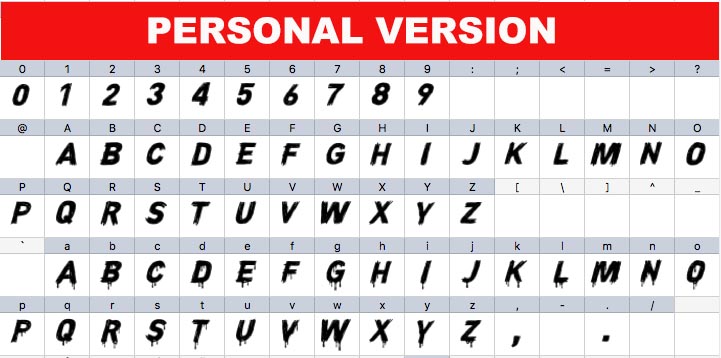 PERSONAL VERSION
0 1 2 3 4 5 6 7 8 9 : ; < = > ?
0 1 2 3 4 5 6 7 8 9
@ A B C D E F G H I J K L M N O
A B C D E F G H I J K L M N O
P Q R S T U V W X Y Z [ \ ] ^ _
P Q R S T U V W X Y Z
` a b c d e f g h i j k l m n o
A B C D E F G H I J K L M N O
p q r s t u v w x y z , - . /
P Q R S T U V W X Y Z , .